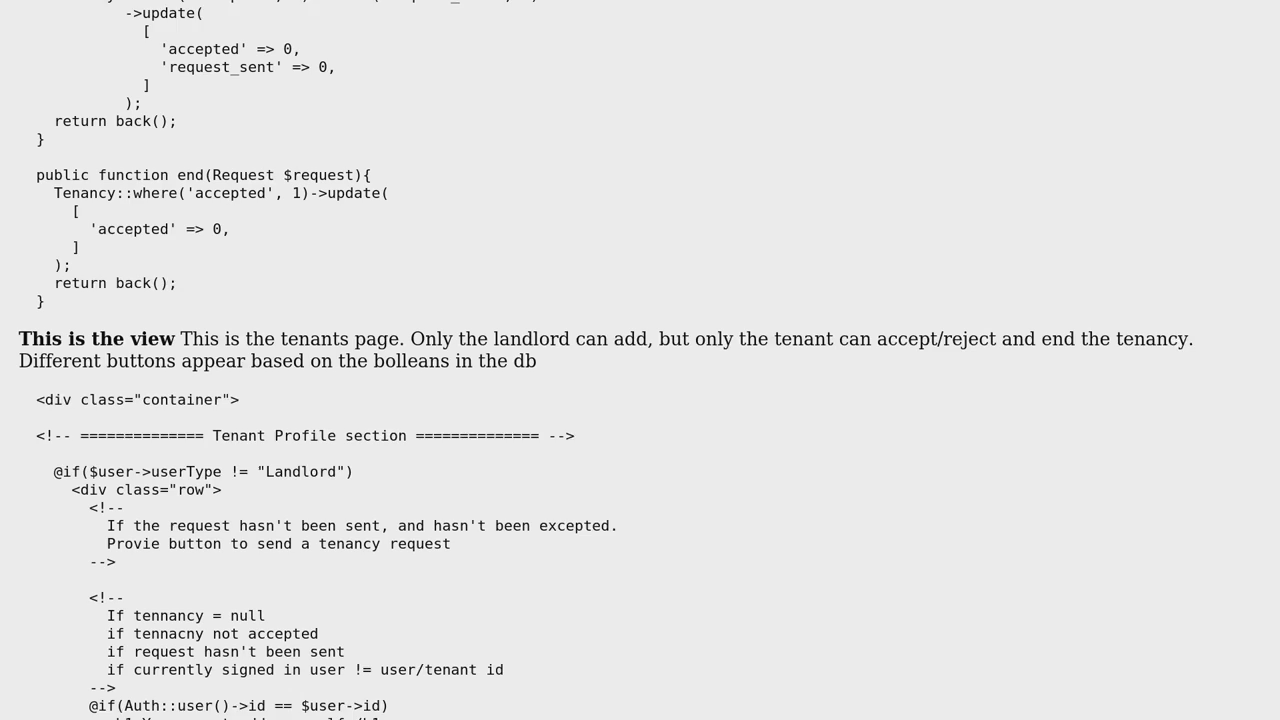 ->update(
[
'accepted' => 0,
'request_sent' => 0,
]
);
return back();
}
public function end(Request $request){
Tenancy::where('accepted', 1)->update(
[
'accepted' => 0,
]
);
return back();
}
This is the view This is the tenants page. Only the landlord can add, but only the tenant can accept/reject and end the tenancy.
Different buttons appear based on the bolleans in the db
<div class="container">
<!-- ============== Tenant Profile section ============== -->
@if($user->userType != "Landlord")
<div class="row">
<!--
If the request hasn't been sent, and hasn't been excepted.
Provie button to send a tenancy request
-->
<!--
If tennancy = null
if tennacny not accepted
if request hasn't been sent
if currently signed in user != user/tenant id
-->
@if(Auth::user()->id == $user->id)